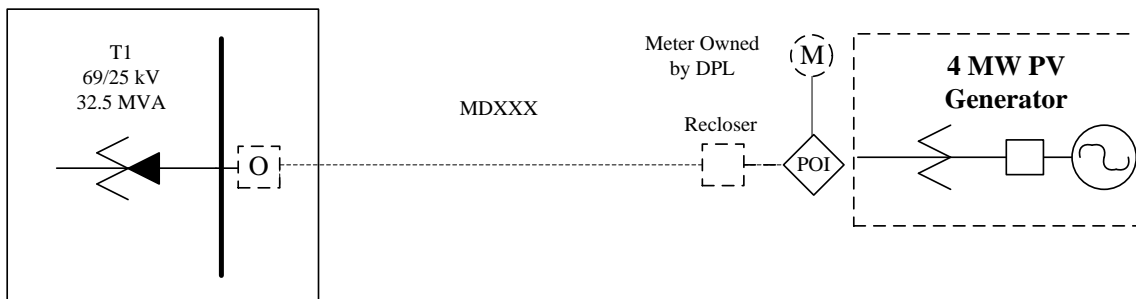 T1
69/25 kV
32.5 MVA
O
MDXXX
Meter Owned
by DPL
M
Recloser
POI
4 MW PV
Generator